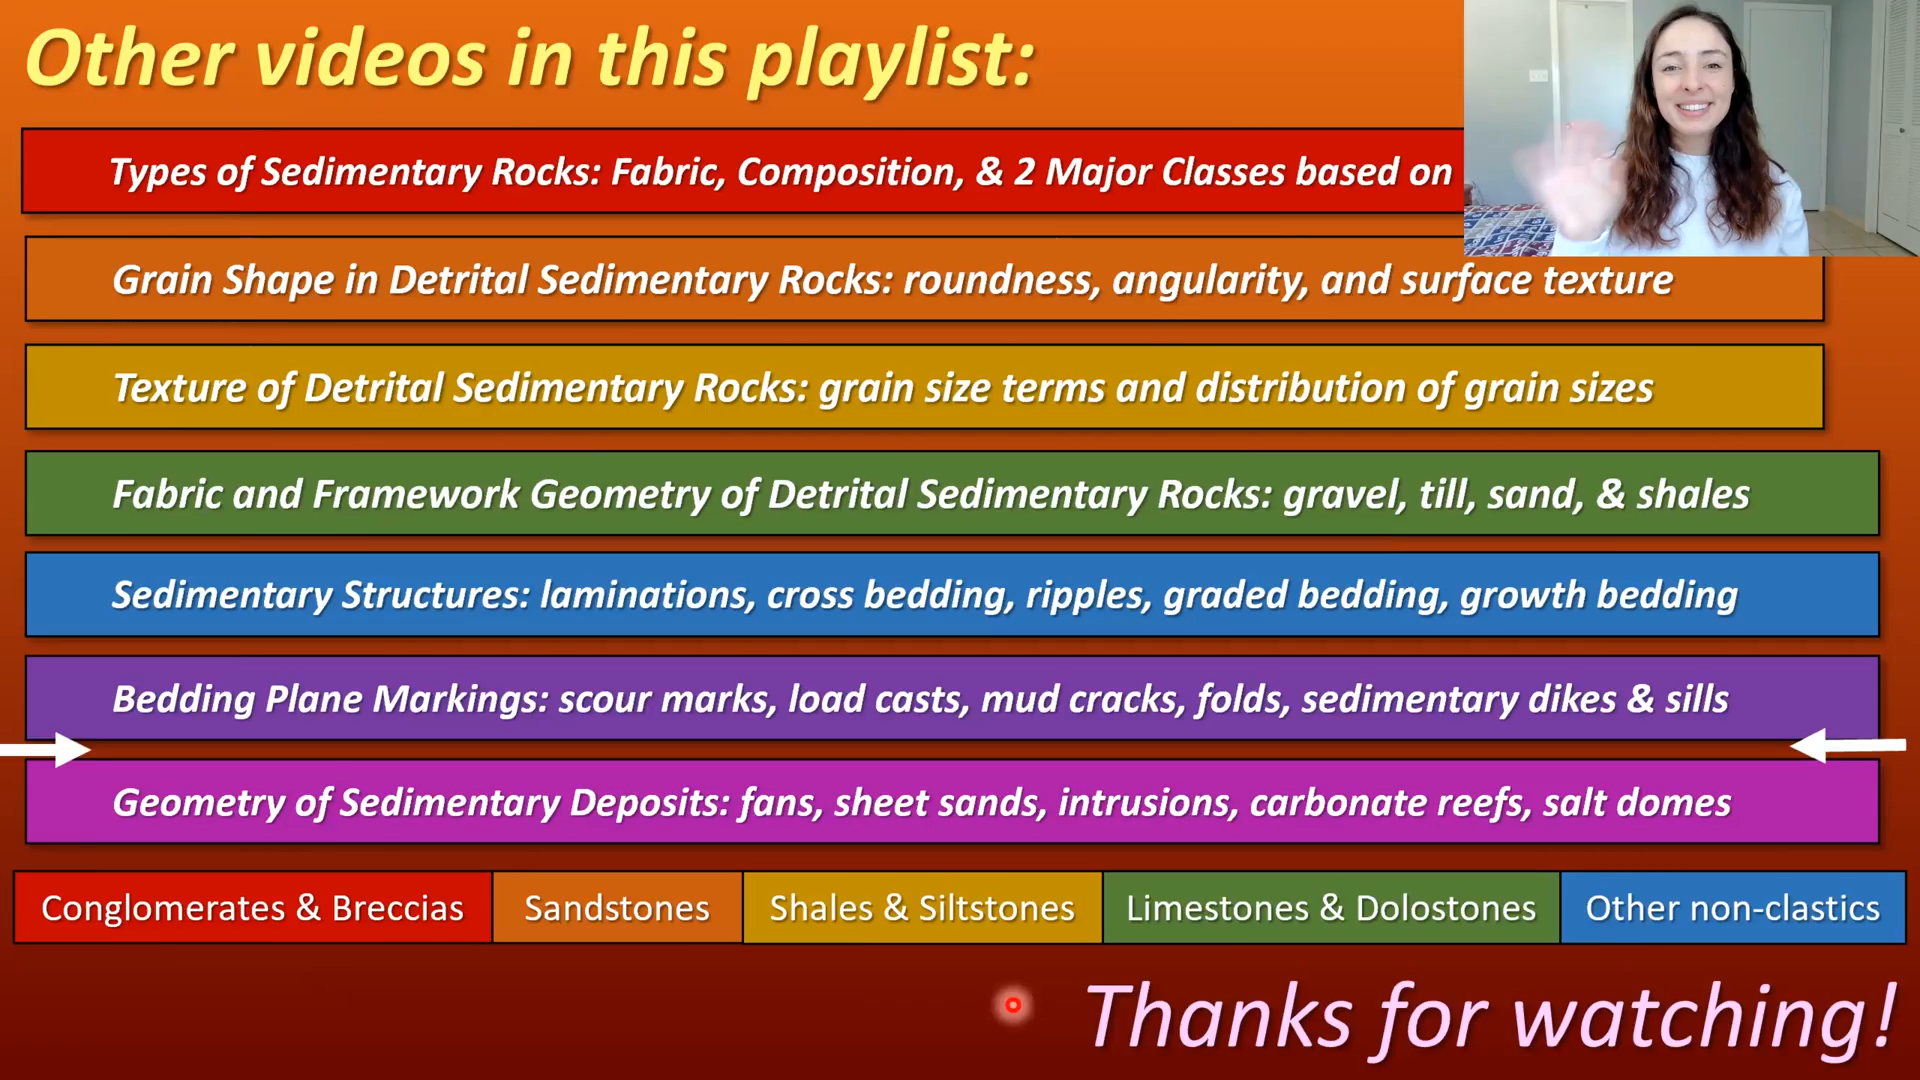 Other videos in this playlist:
Types of Sedimentary Rocks: Fabric, Composition, & 2 Major Classes based on
Grain Shape in Detrital Sedimentary Rocks: roundness, angularity, and surface texture
Texture of Detrital Sedimentary Rocks: grain size terms and distribution of grain sizes
Fabric and Framework Geometry of Detrital Sedimentary Rocks: gravel, till, sand, & shales
Sedimentary Structures: laminations, cross bedding, ripples, graded bedding, growth bedding
Bedding Plane Markings: scour marks, load casts, mud cracks, folds, sedimentary dikes & sills
Geometry of Sedimentary Deposits: fans, sheet sands, intrusions, carbonate reefs, salt domes
Conglomerates & Breccias Sandstones Shales & Siltstones Limestones & Dolostones Other non-clastics
Thanks for watching!